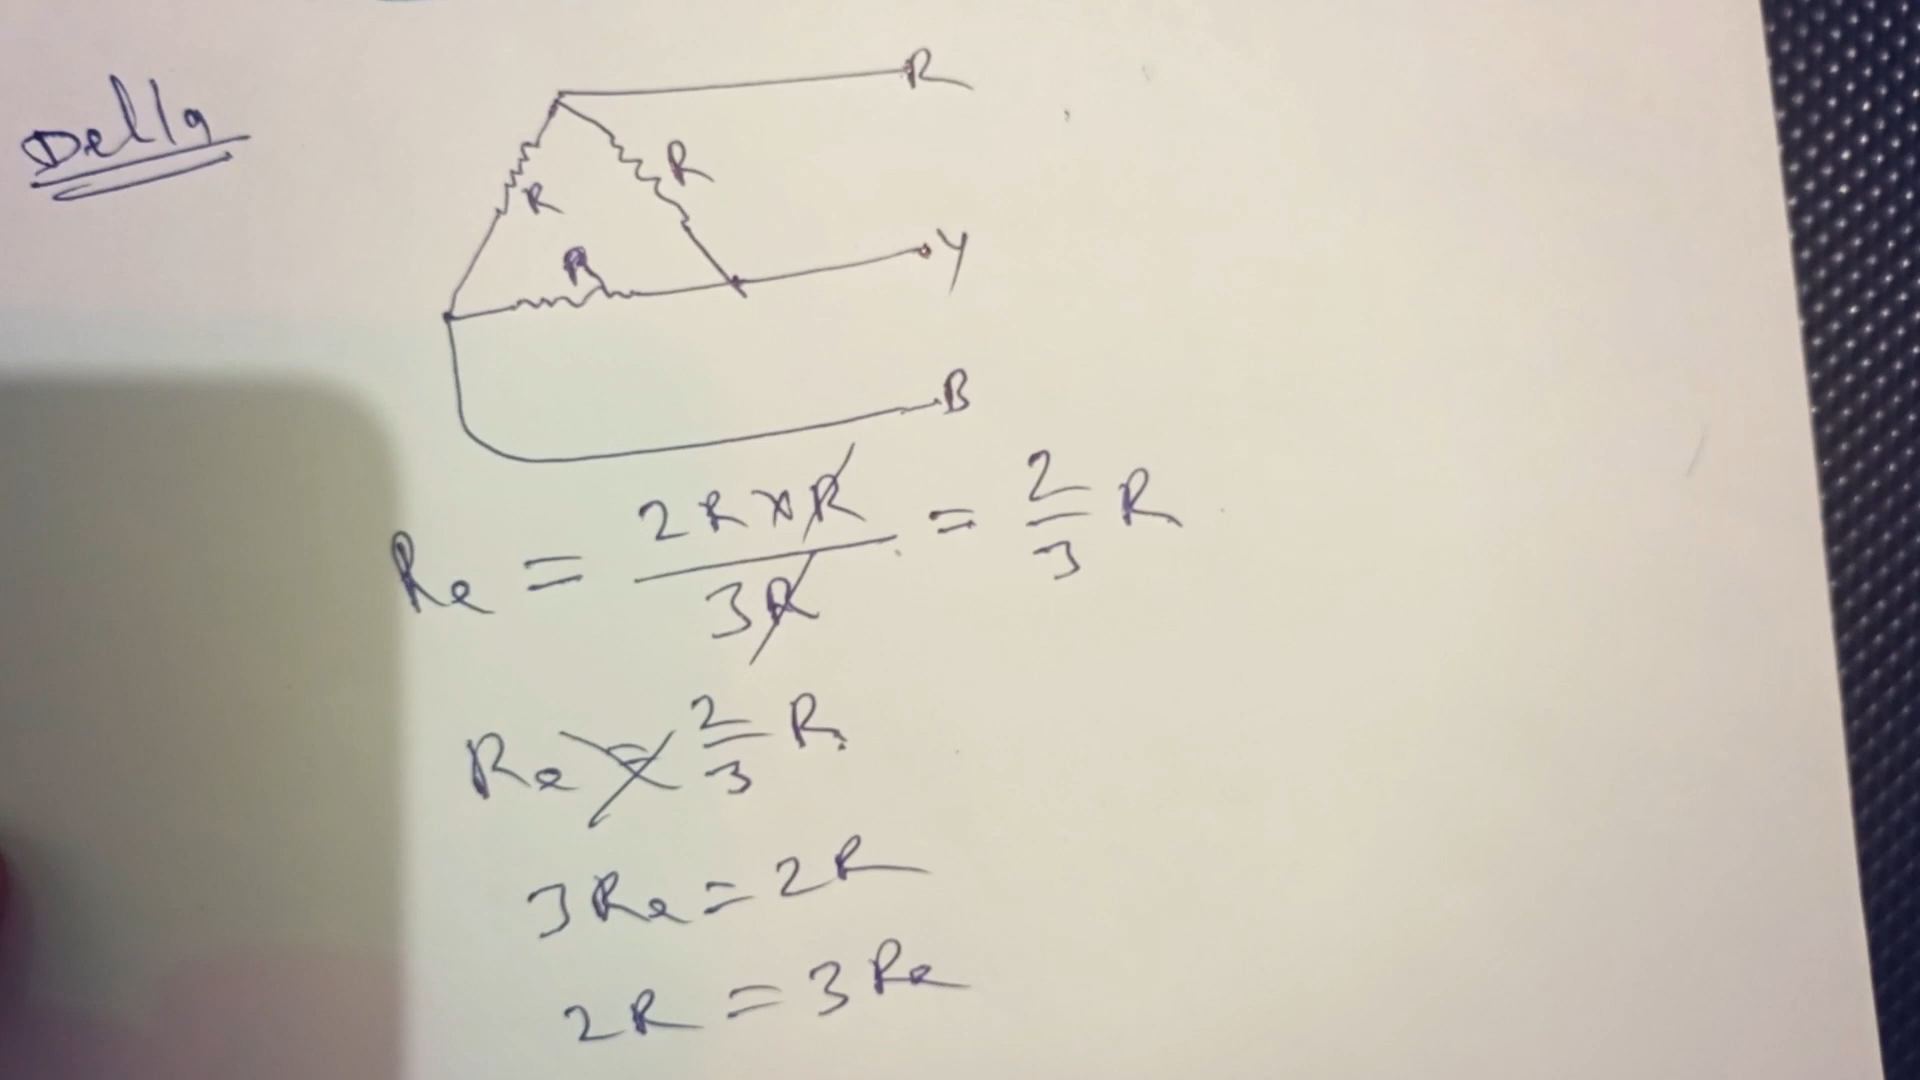 Della
R
R
R
R
Y
B
Re = 2R×R/3R = 2/3 R
Re = 2/3 R
3Re = 2R
2R = 3Re